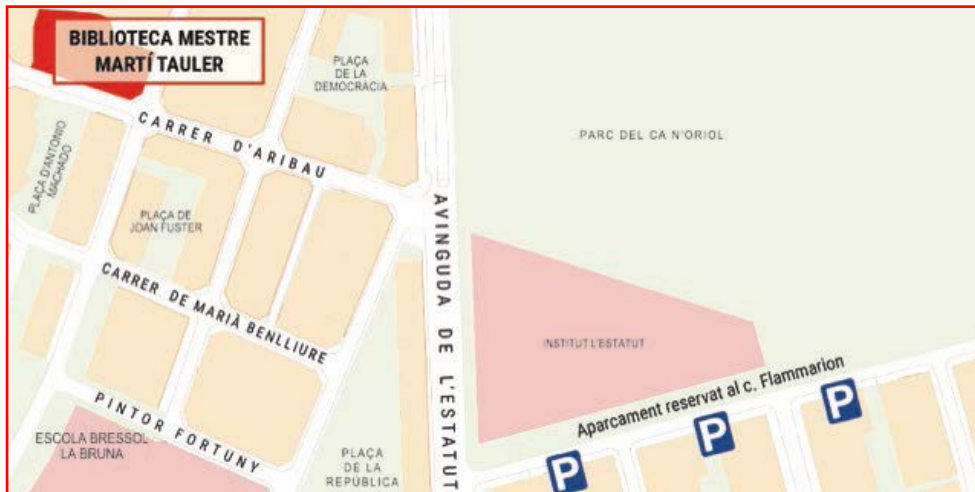 BIBLIOTECA MESTRE
MARTÍ TAULER
PLAÇA
DE LA
DEMOCRÀCIA
PARC DEL CA N'ORIOL
CARRER D'ARIBAU
PLAÇA D'ANTONIO
MACHADO
PLAÇA DE
JOAN FUSTER
AVINGUDA DE L'ESTATUT
CARRER DE MARIÀ BENLLIURE
INSTITUT L'ESTATUT
Aparcament reservat al c. Flammarion
P
P
P
PINTOR FORTUNY
ESCOLA BRESSOL
LA BRUNA
PLAÇA
DE LA
REPÚBLICA